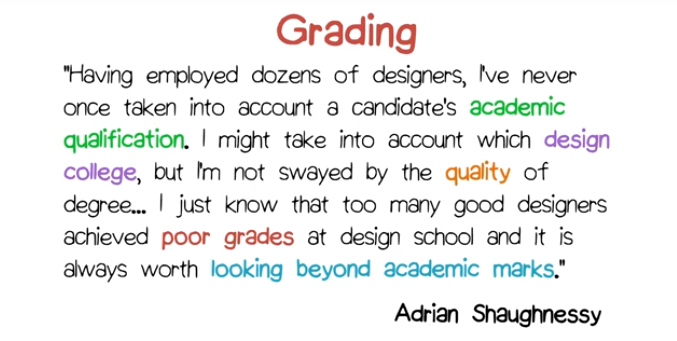 Grading
"Having employed dozens of designers, I've never
once taken into account a candidate's academic
qualification. I might take into account which design
college, but I'm not swayed by the quality of
degree... I just know that too many good designers
achieved poor grades at design school and it is
always worth looking beyond academic marks."
Adrian Shaughnessy